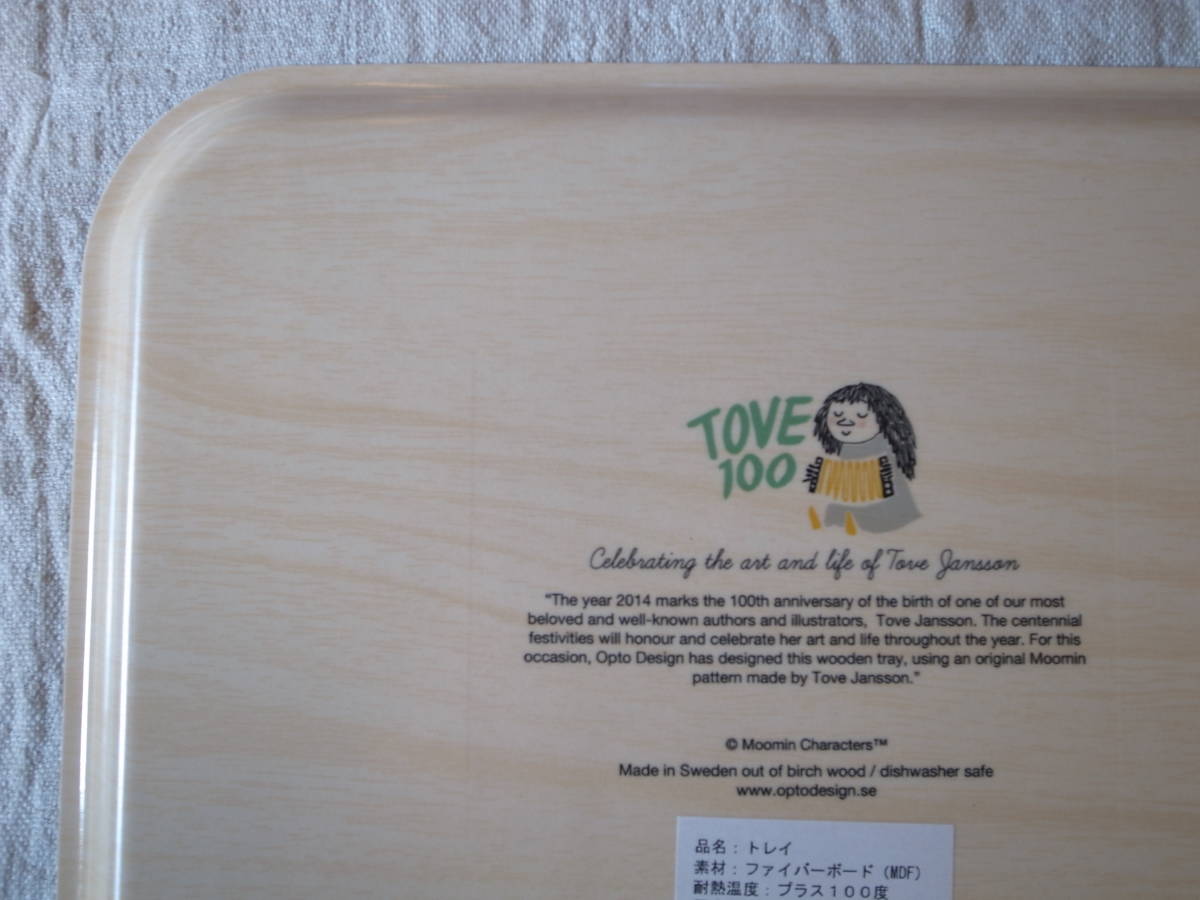 TOVE
100
Celebrating the art and life of Tove Jansson
"The year 2014 marks the 100th anniversary of the birth of one of our most
beloved and well-known authors and illustrators, Tove Jansson. The centennial
festivities will honour and celebrate her art and life throughout the year. For this
occasion, Opto Design has designed this wooden tray, using an original Moomin
pattern made by Tove Jansson."
© Moomin Characters™
Made in Sweden out of birch wood / dishwasher safe
www.optodesign.se
品名：トレイ
素材：ファイバーボード（MDF）
耐熱温度：プラス１００度